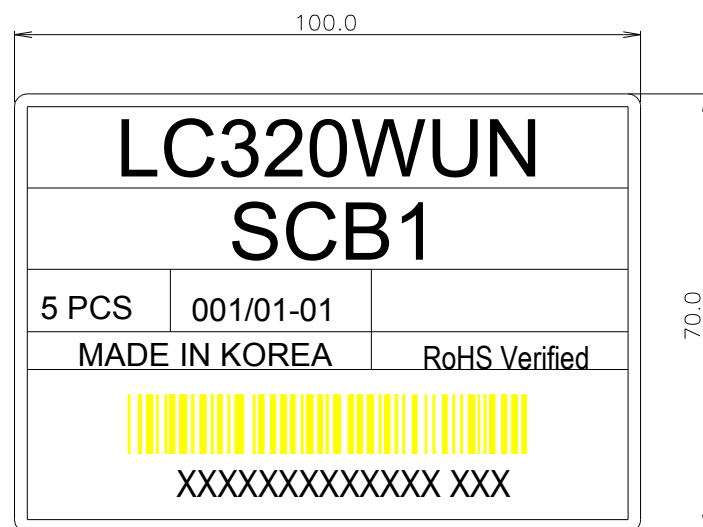 100.0
LC320WUN
SCB1
5 PCS 001/01-01
70.0
MADE IN KOREA RoHS Verified
XXXXXXXXXXXXX XXX